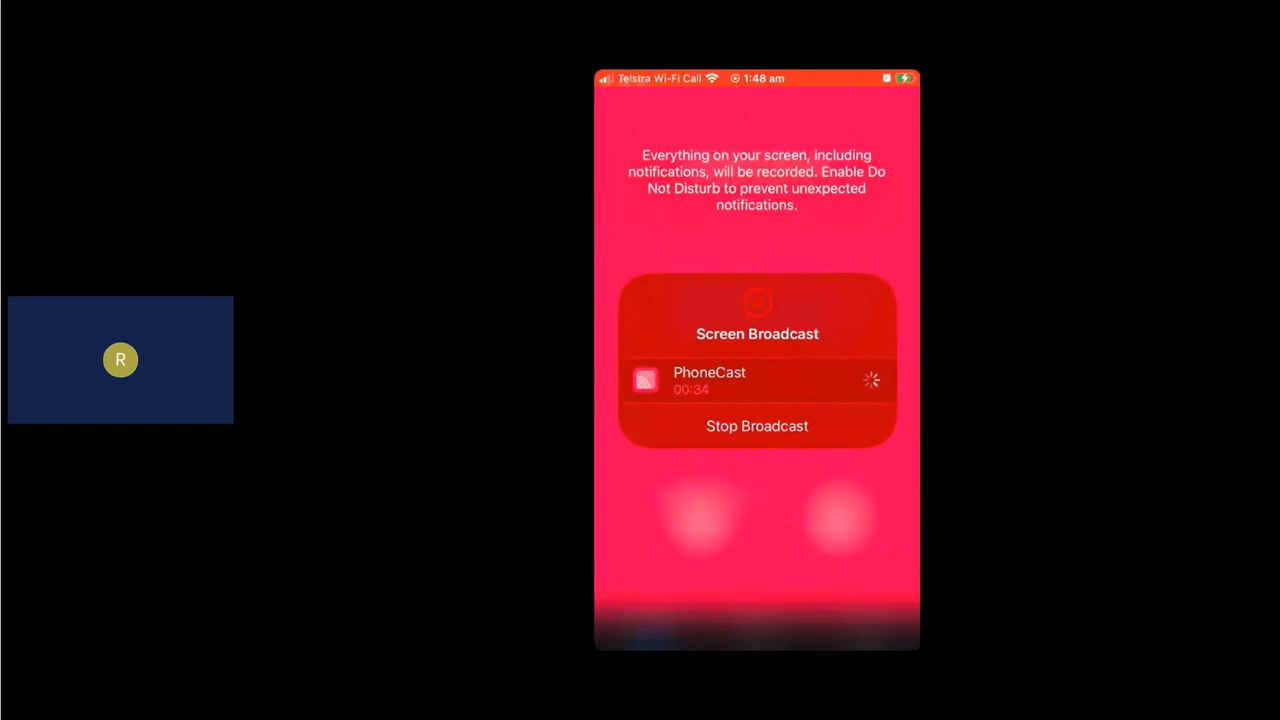 Telstra Wi-Fi Call 1:48 am
Everything on your screen, including
notifications, will be recorded. Enable Do
Not Disturb to prevent unexpected
notifications.
Screen Broadcast
PhoneCast
00:34
Stop Broadcast
R